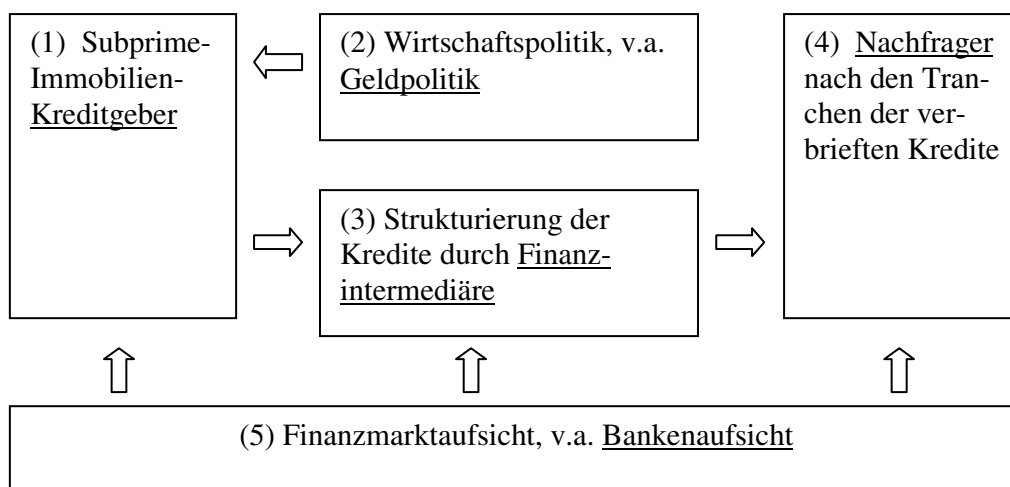 (1) Subprime-
Immobilien-
Kreditgeber
(2) Wirtschaftspolitik, v.a.
Geldpolitik
(3) Strukturierung der
Kredite durch Finanz-
intermediäre
(4) Nachfrager
nach den Tran-
chen der ver-
brieften Kredite
(5) Finanzmarktaufsicht, v.a. Bankenaufsicht